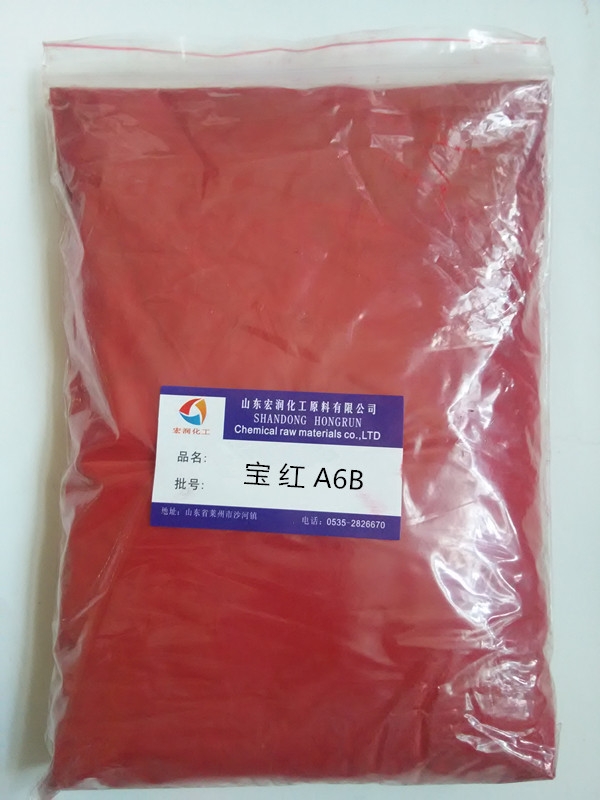 山东宏润化工原料有限公司
SHANDONG HONGRUN
Chemical raw materials co.,LTD
宏润化工
品名:
宝红 A6B
批号:
地址: 山东省莱州市沙河镇
电话: 0535-2826670